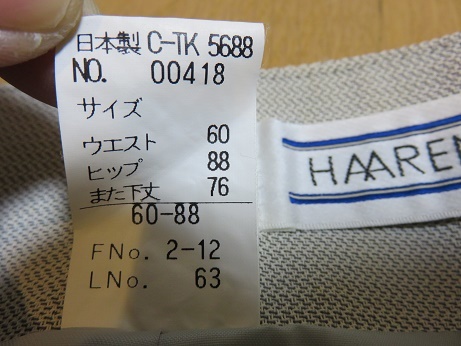 日本製 C-TK 5688
NO. 00418
サイズ
ウエスト 60
ヒップ 88
また下丈 76
60-88
FNo. 2-12
LNo. 63
HAAREN